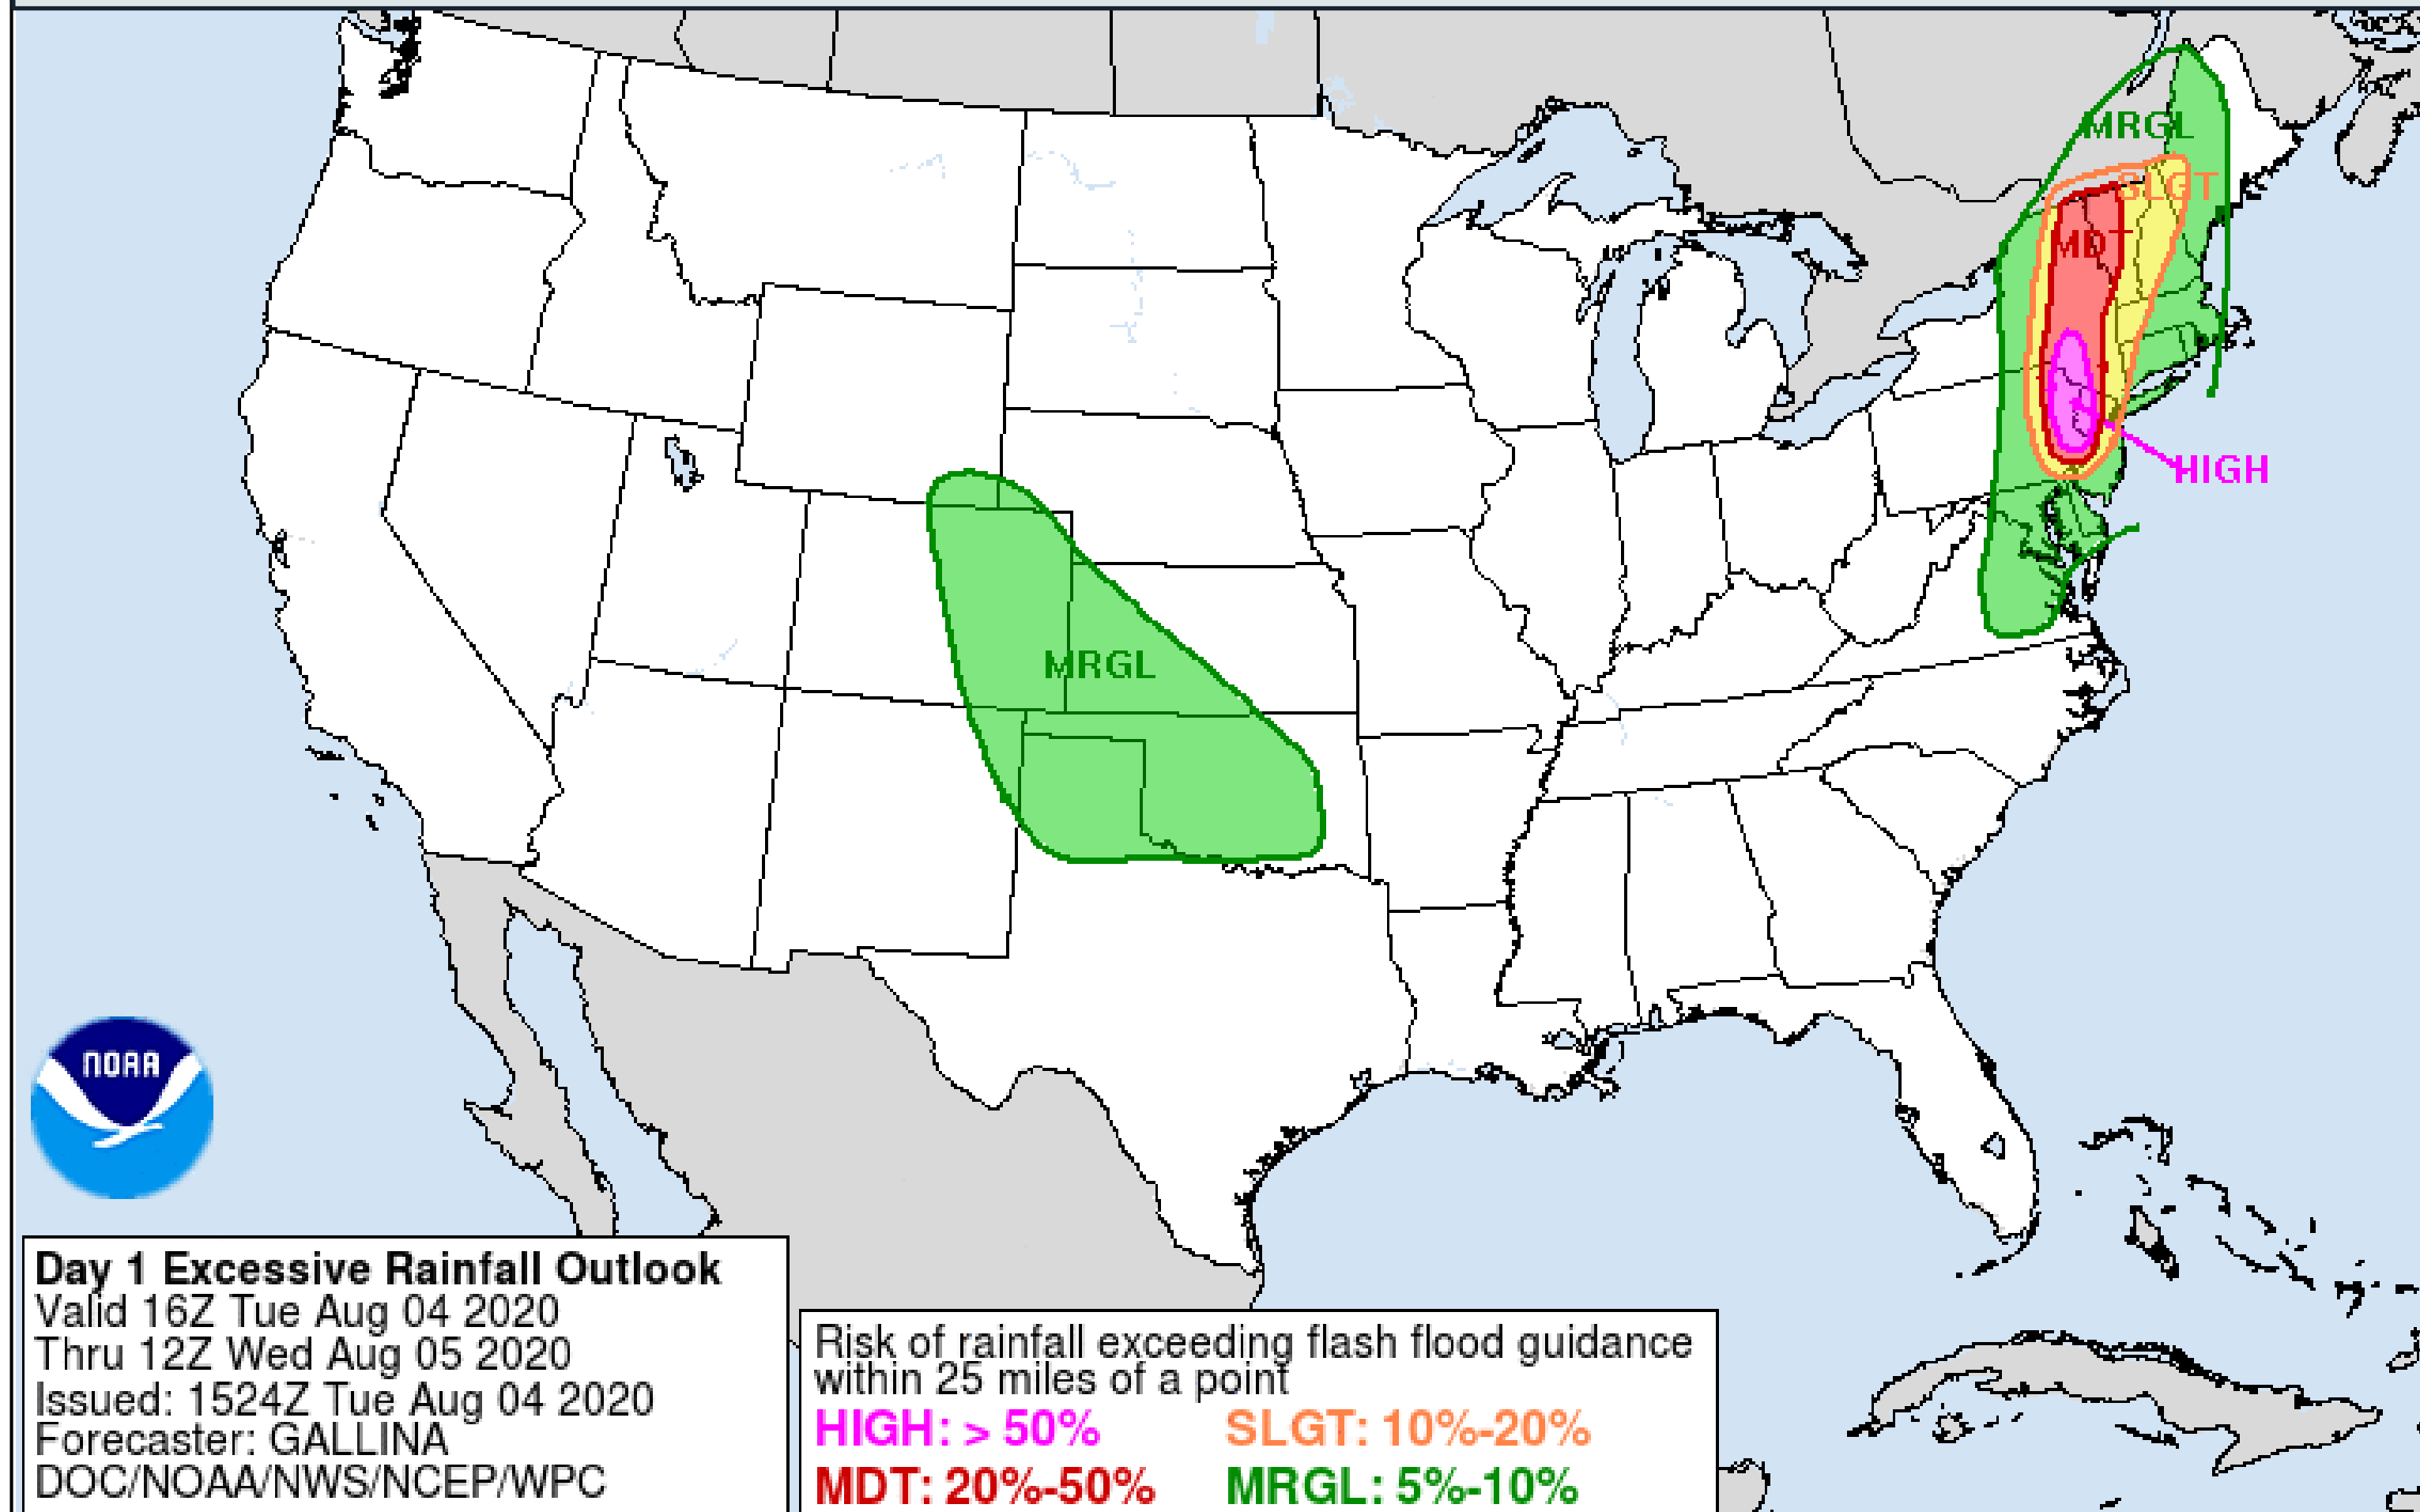 MRGL
SLGT
MDT
HIGH
MRGL
NOAA
Day 1 Excessive Rainfall Outlook
Valid 16Z Tue Aug 04 2020
Thru 12Z Wed Aug 05 2020
Issued: 1524Z Tue Aug 04 2020
Forecaster: GALLINA
DOC/NOAA/NWS/NCEP/WPC
Risk of rainfall exceeding flash flood guidance
within 25 miles of a point
HIGH: > 50% SLGT: 10%-20%
MDT: 20%-50% MRGL: 5%-10%